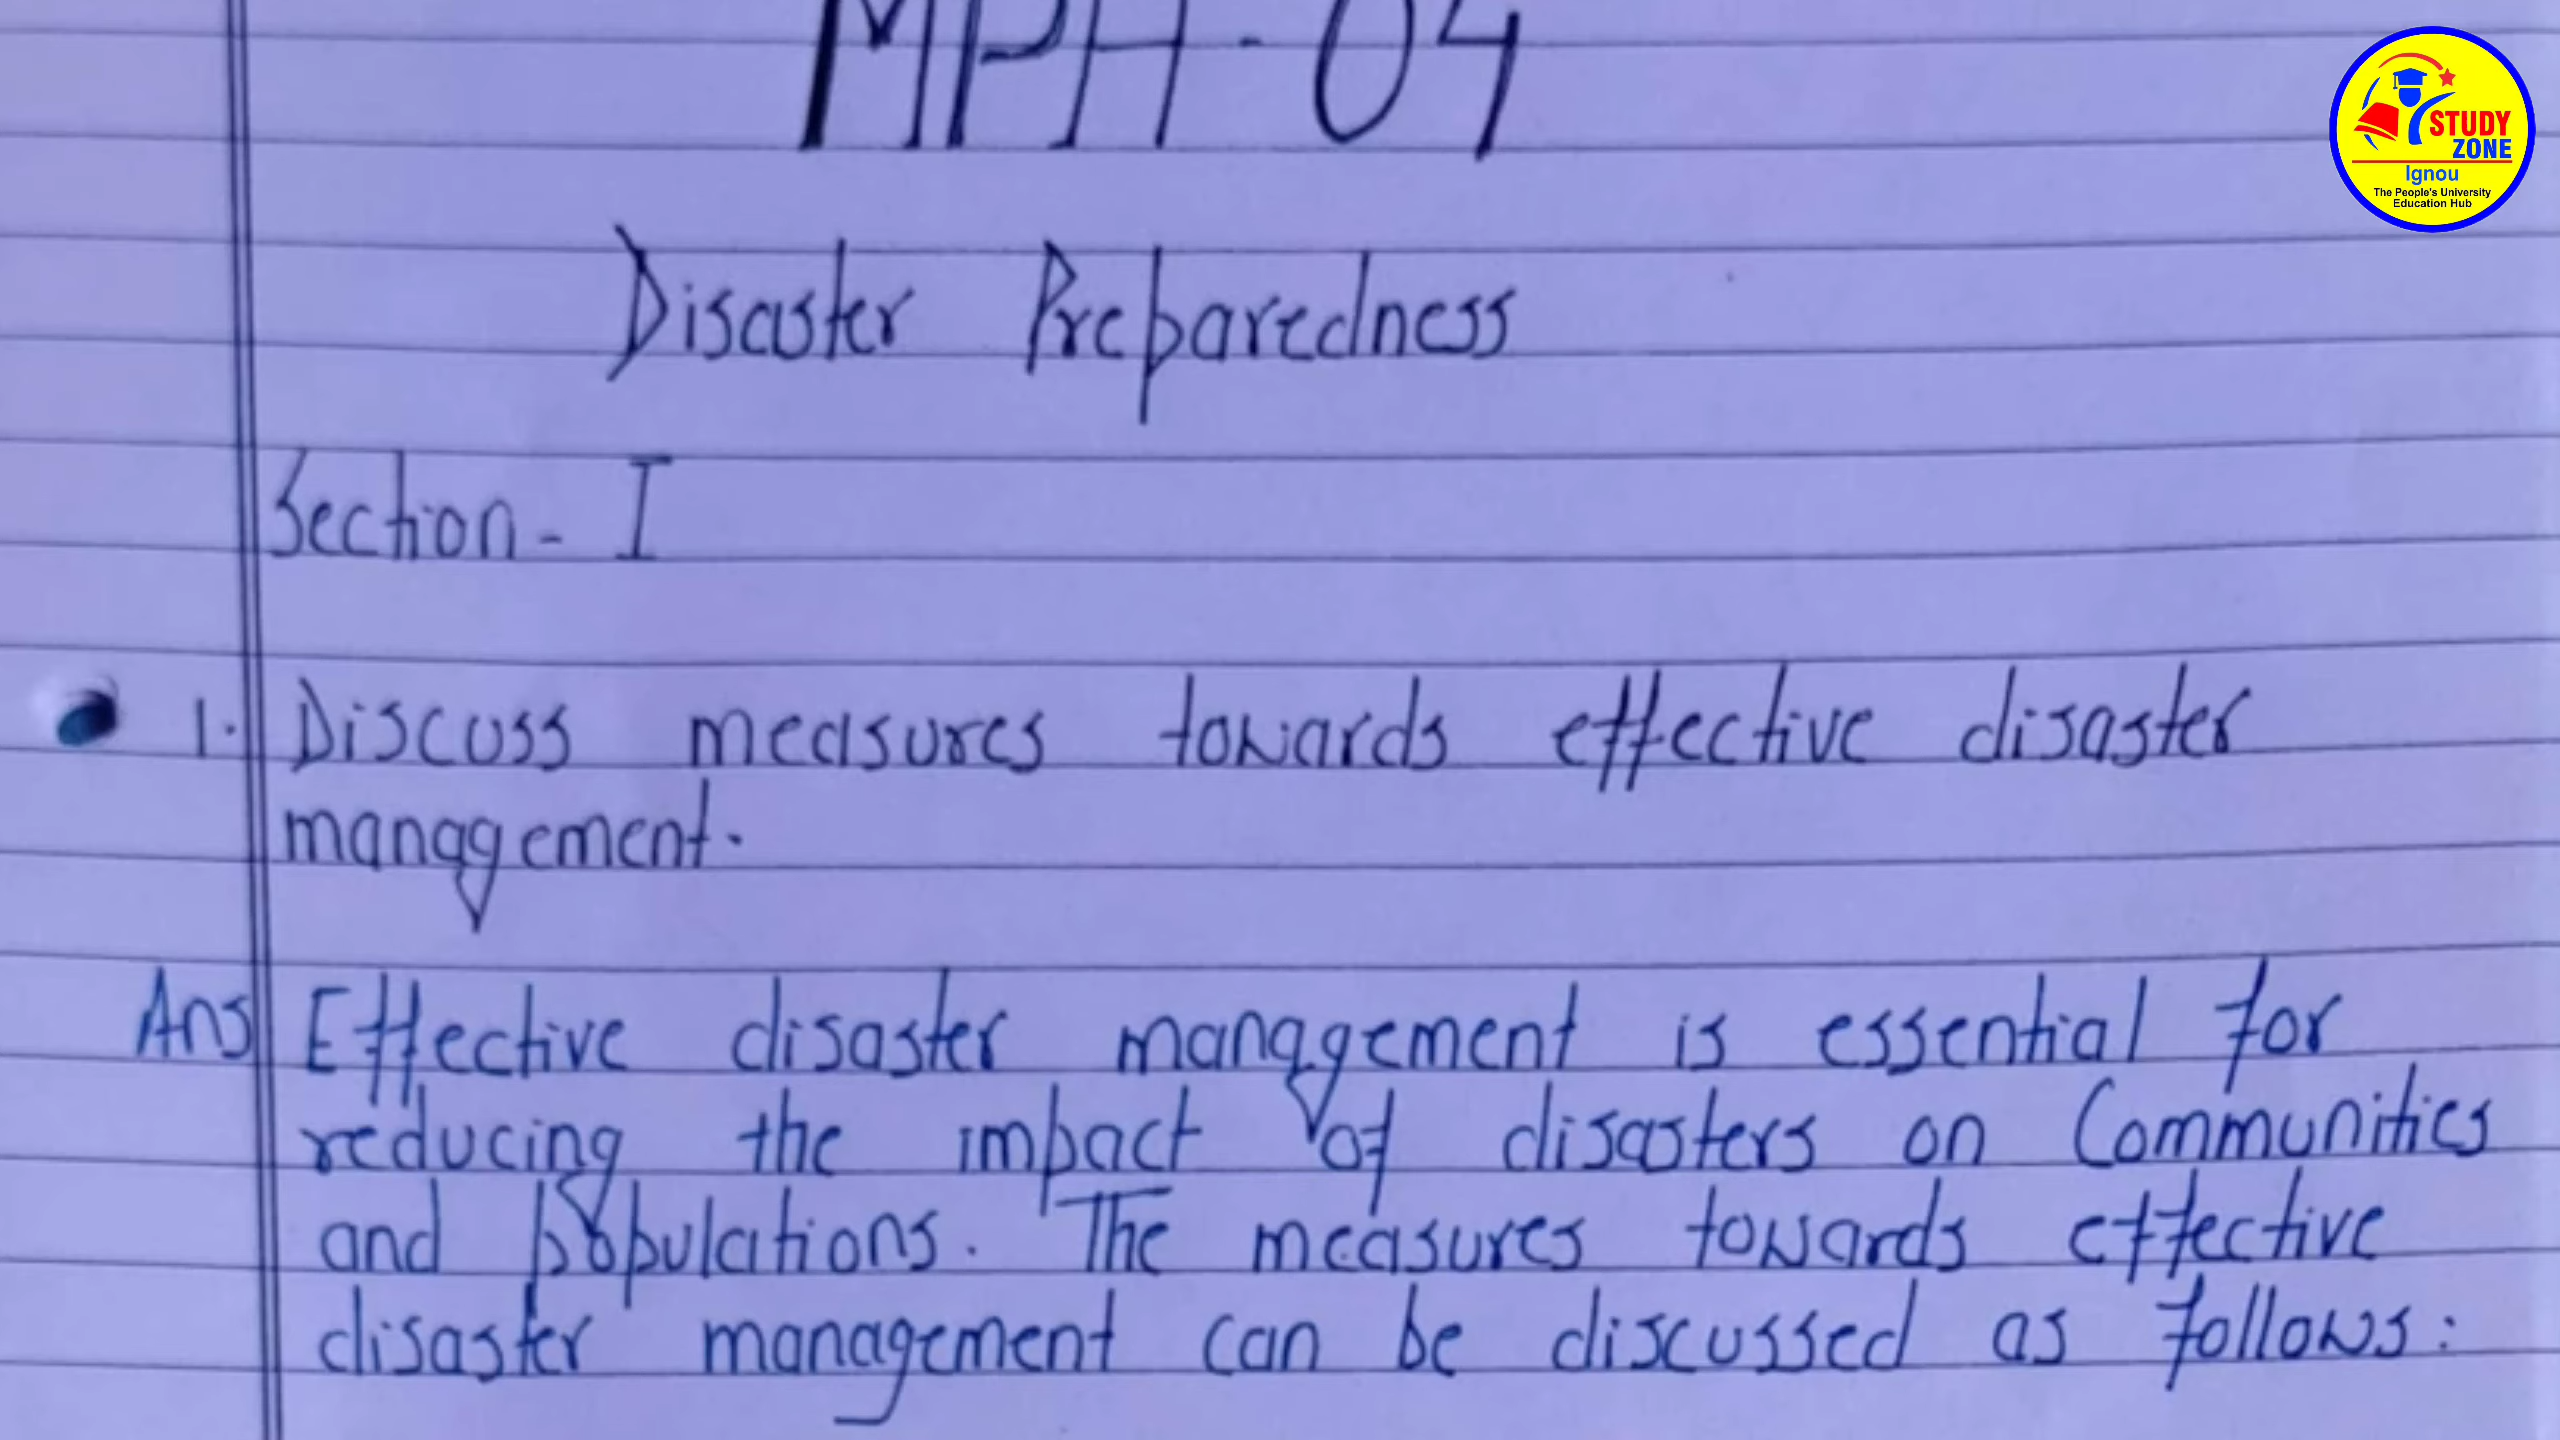 MPH-04
STUDY
ZONE
Ignou
The People's University
Education Hub
Disaster Preparedness
Section - I
1. Discuss measures towards effective disaster
management.
Ans Effective disaster management is essential for
reducing the impact of disasters on Communities
and populations. The measures towards effective
disaster management can be discussed as follows: